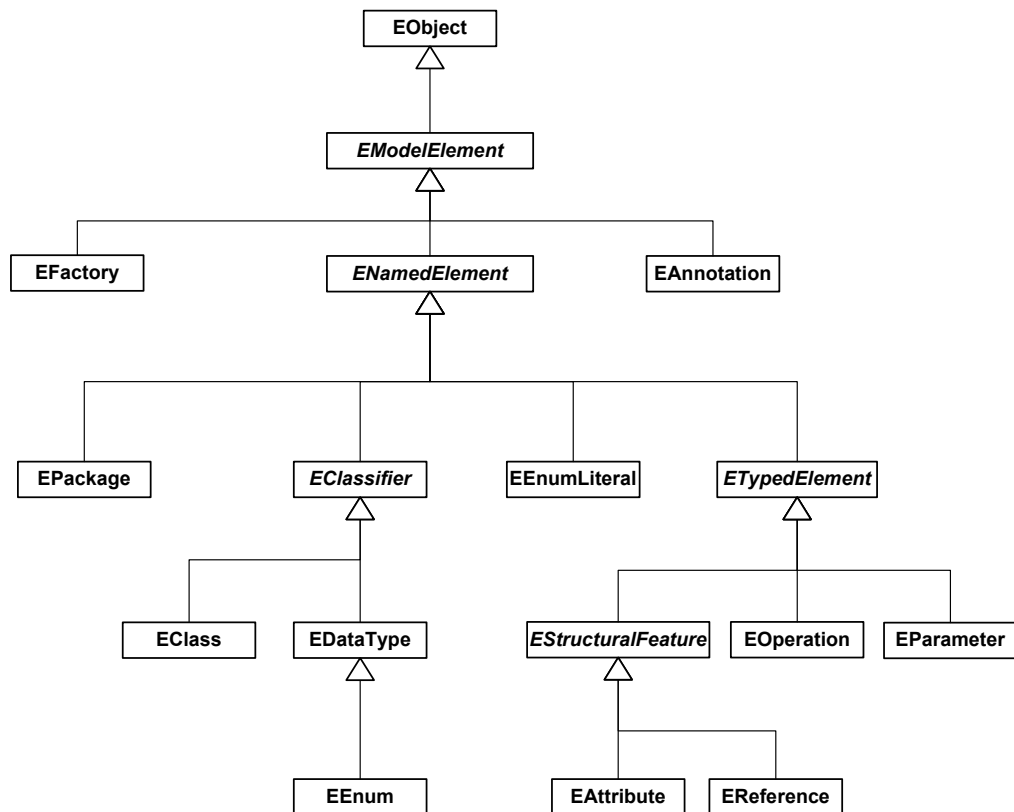 EObject
EModelElement
EFactory
ENamedElement
EAnnotation
EPackage
EClassifier
EEnumLiteral
ETypedElement
EClass
EDataType
EStructuralFeature
EOperation
EParameter
EEnum
EAttribute
EReference